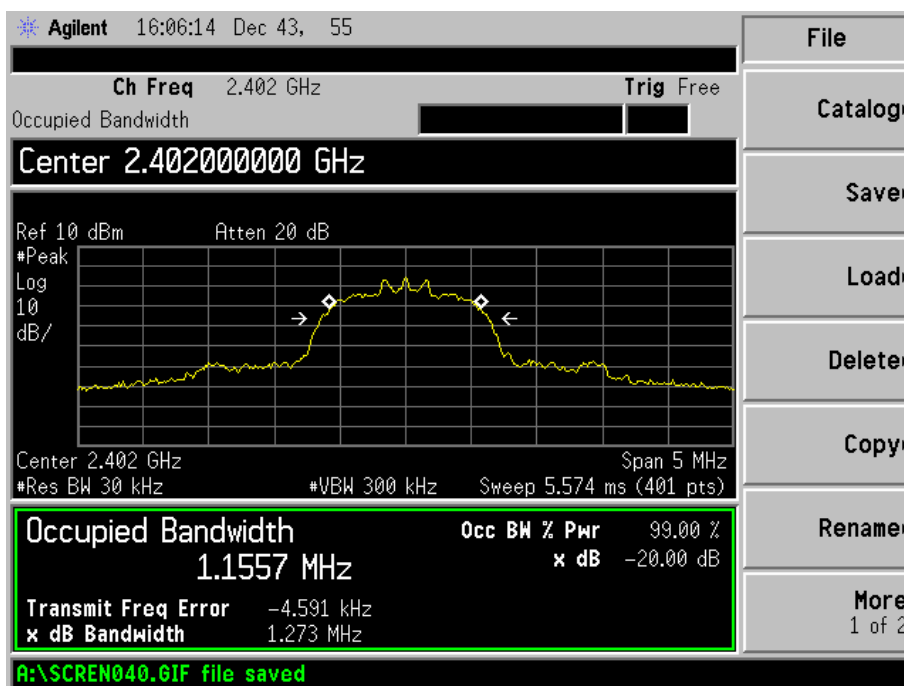 Agilent 16:06:14 Dec 43, 55
File
Ch Freq 2.402 GHz
Trig Free
Occupied Bandwidth
Center 2.402000000 GHz
Ref 10 dBm
Atten 20 dB
#Peak
Log
10
dB/
Center 2.402 GHz
Span 5 MHz
#Res BW 30 kHz
#VBW 300 kHz
Sweep 5.574 ms (401 pts)
Occupied Bandwidth
1.1557 MHz
Occ BW % Pwr 99.00 %
x dB -20.00 dB
Transmit Freq Error -4.591 kHz
x dB Bandwidth 1.273 MHz
A:\SCREN040.GIF file saved
Catalog
Save
Load
Delete
Copy
Rename
More
1 of 2